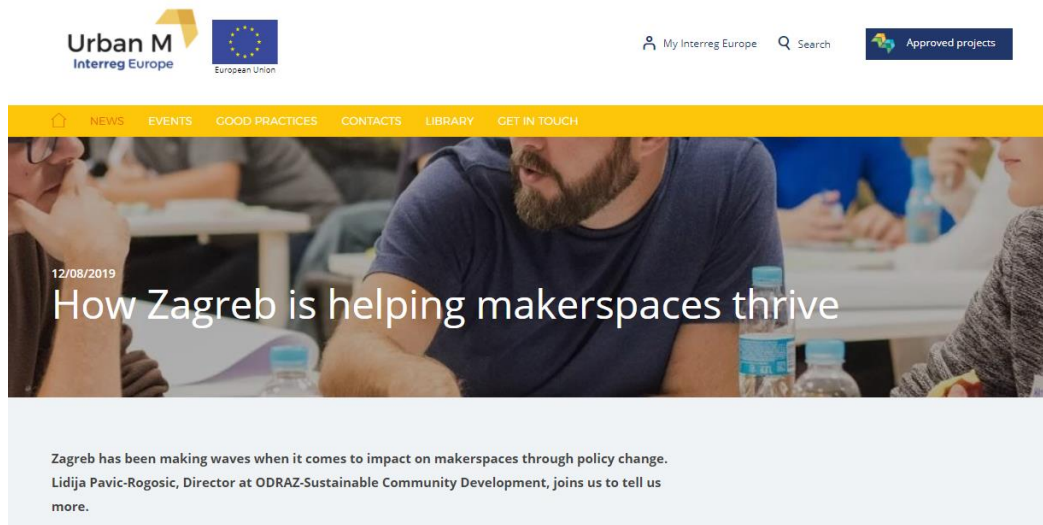 Urban M
Interreg Europe
European Union
My Interreg Europe
Search
Approved projects
NEWS
EVENTS
GOOD PRACTICES
CONTACTS
LIBRARY
GET IN TOUCH
12/08/2019
How Zagreb is helping makerspaces thrive
Zagreb has been making waves when it comes to impact on makerspaces through policy change.
Lidija Pavic-Rogosic, Director at ODRAZ-Sustainable Community Development, joins us to tell us
more.